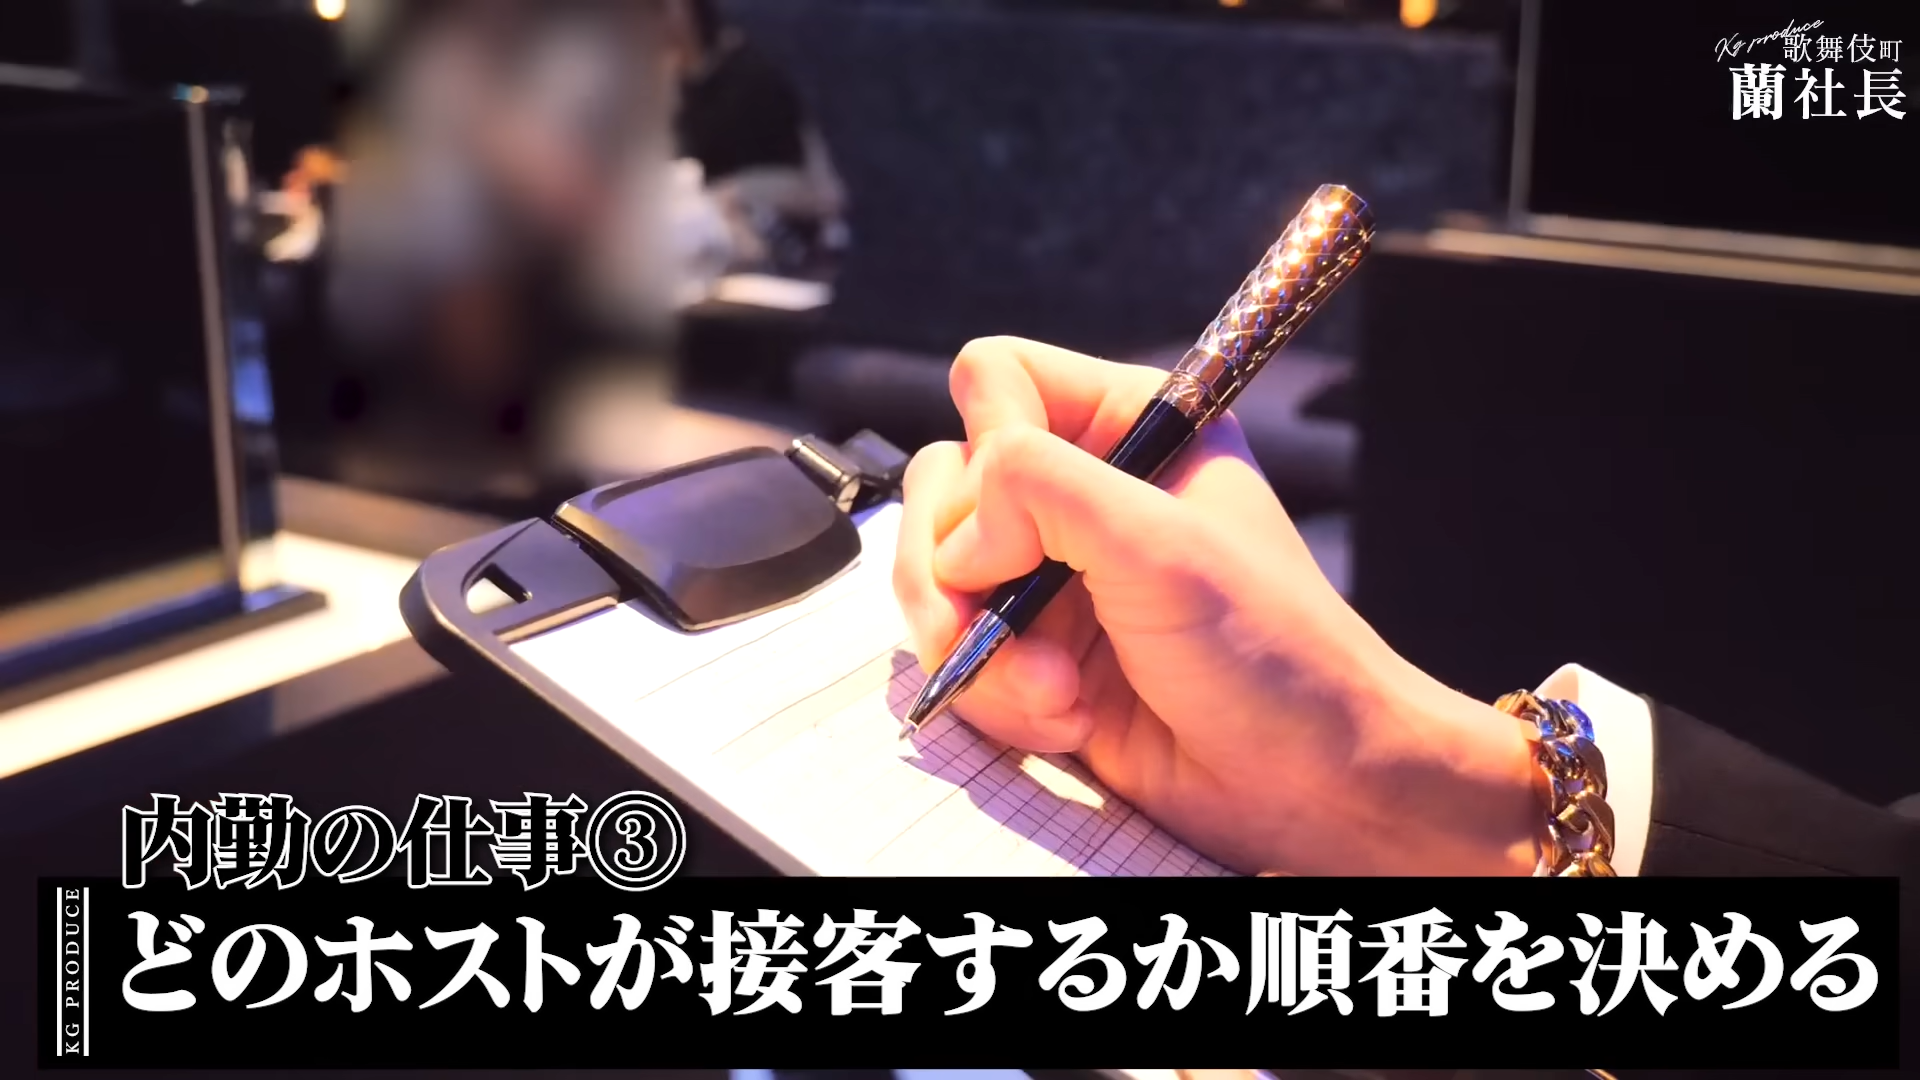 Kg produce
歌舞伎町
蘭社長
内勤の仕事③
どのホストが接客するか順番を決める
KG PRODUCE